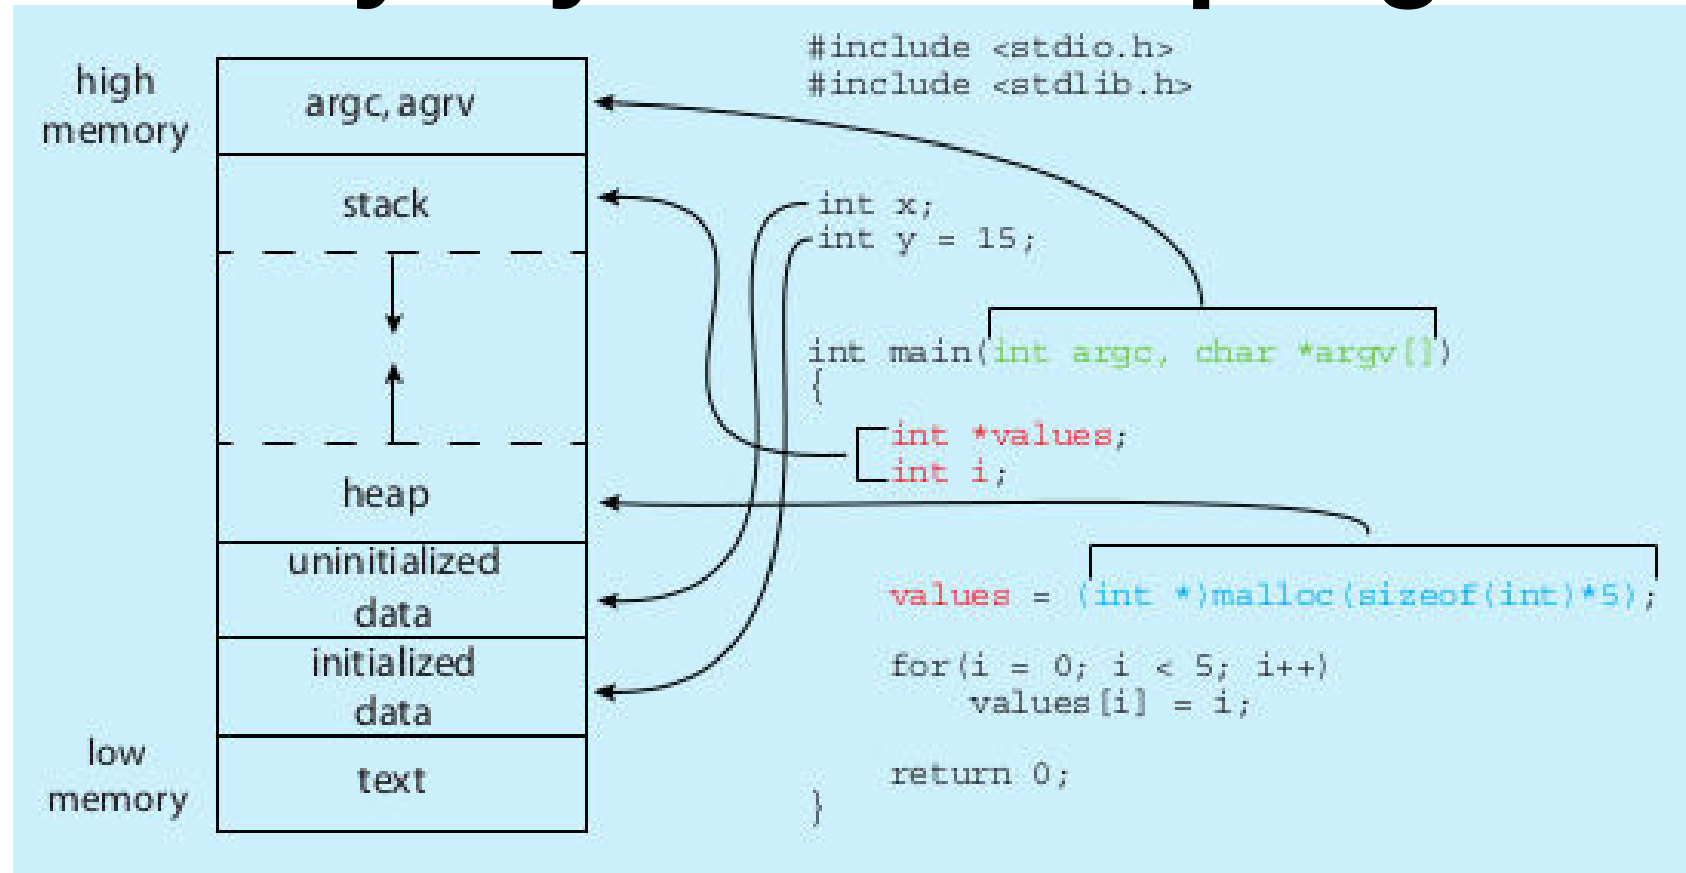 high
memory
argc, agrv
stack
heap
uninitialized
data
initialized
data
low
memory
text
#include <stdio.h>
#include <stdlib.h>
int x;
int y = 15;
int main(int argc, char *argv[])
{
int *values;
int i;
values = (int *)malloc(sizeof(int)*5);
for(i = 0; i < 5; i++)
values[i] = i;
return 0;
}